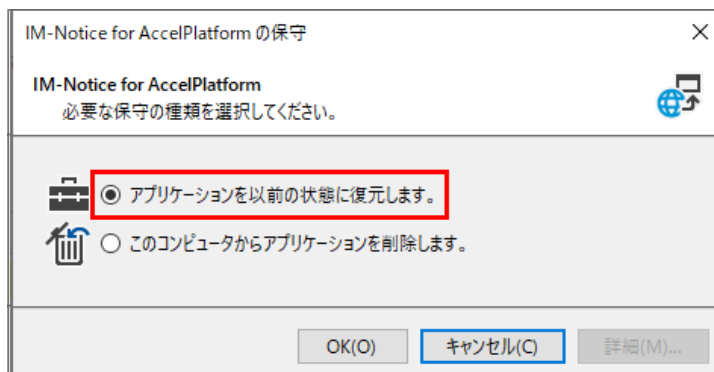 IM-Notice for AccelPlatform の保守
IM-Notice for AccelPlatform
必要な保守の種類を選択してください。
アプリケーションを以前の状態に復元します。
このコンピュータからアプリケーションを削除します。
OK(O)
キャンセル(C)
詳細(M)...